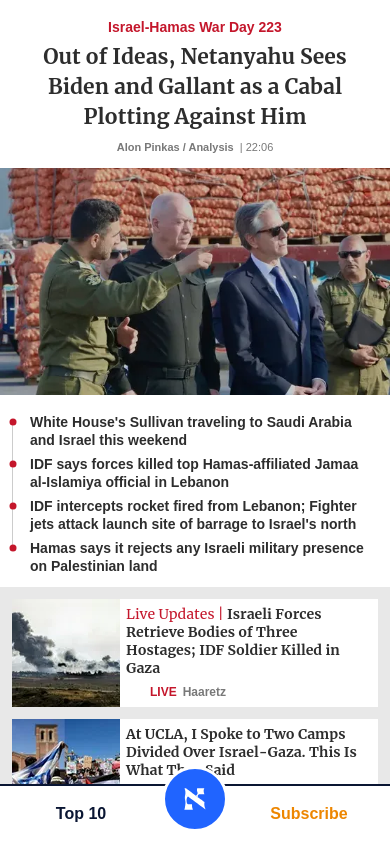 Israel-Hamas War Day 223
Out of Ideas, Netanyahu Sees
Biden and Gallant as a Cabal
Plotting Against Him
Alon Pinkas / Analysis | 22:06
White House's Sullivan traveling to Saudi Arabia
and Israel this weekend
IDF says forces killed top Hamas-affiliated Jamaa
al-Islamiya official in Lebanon
IDF intercepts rocket fired from Lebanon; Fighter
jets attack launch site of barrage to Israel's north
Hamas says it rejects any Israeli military presence
on Palestinian land
Live Updates | Israeli Forces
Retrieve Bodies of Three
Hostages; IDF Soldier Killed in
Gaza
LIVE Haaretz
At UCLA, I Spoke to Two Camps
Divided Over Israel-Gaza. This Is
What Said
Top 10
Subscribe